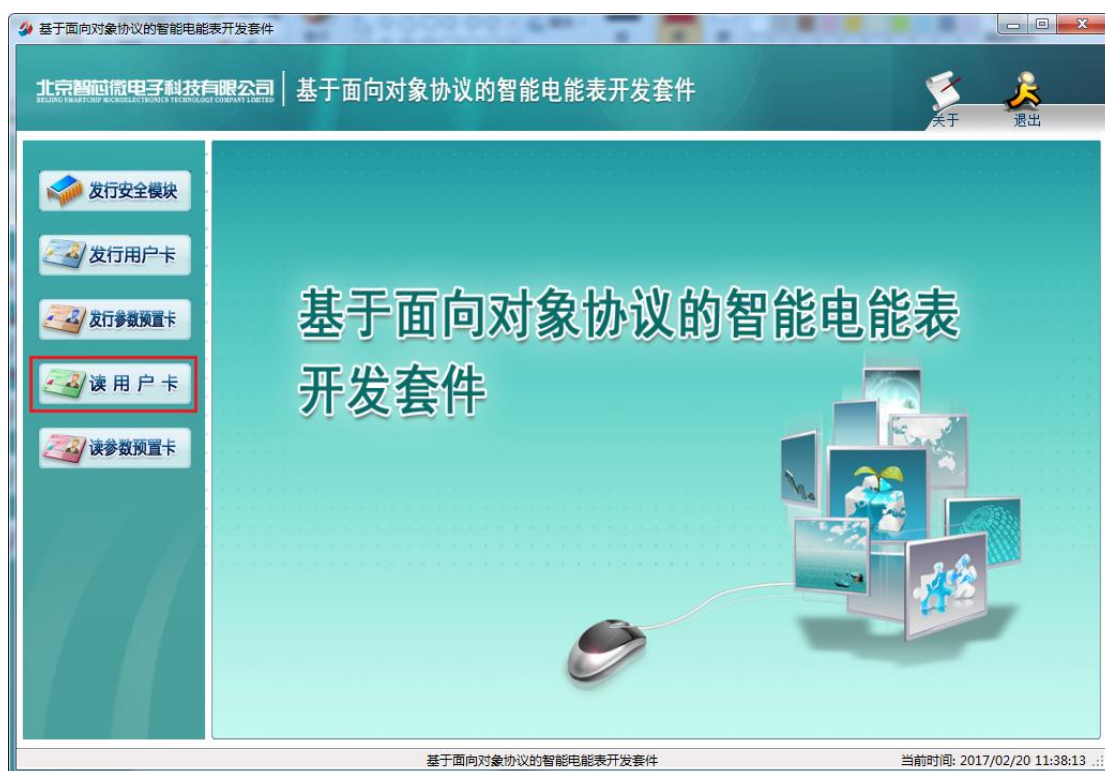 基于面向对象协议的智能电能表开发套件
北京智芯微电子科技有限公司
BEIJING SMARTCHIP MICROELECTRONICS TECHNOLOGY COMPANY LIMITED
基于面向对象协议的智能电能表开发套件
关于
退出
发行安全模块
发行用户卡
发行参数预置卡
读用户卡
读参数预置卡
基于面向对象协议的智能电能表
开发套件
基于面向对象协议的智能电能表开发套件
当前时间: 2017/02/20 11:38:13